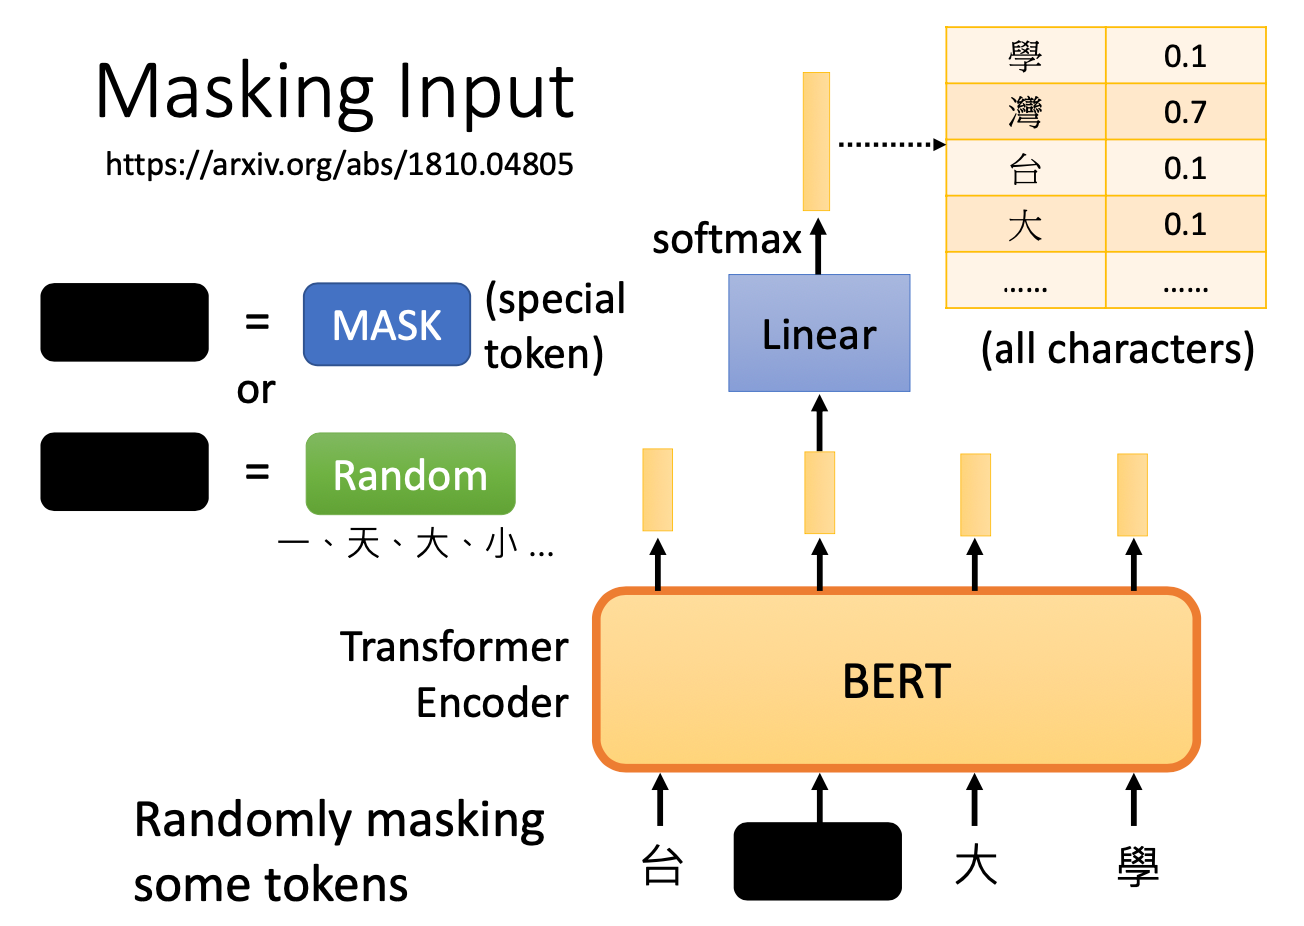 Masking Input
https://arxiv.org/abs/1810.04805
= MASK (special token)
or
= Random
一、天、大、小 ...
Transformer
Encoder
Randomly masking
some tokens
學 0.1
灣 0.7
台 0.1
大 0.1
...... ......
(all characters)
softmax
Linear
BERT
台 大 學